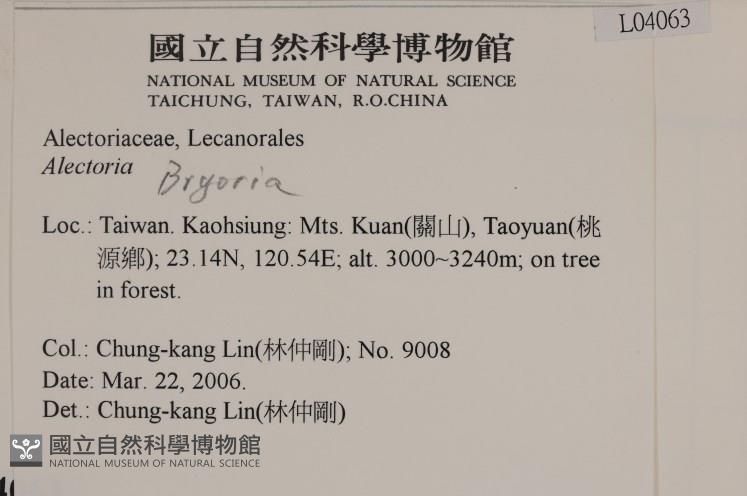 L04063
國立自然科學博物館
NATIONAL MUSEUM OF NATURAL SCIENCE
TAICHUNG, TAIWAN, R.O.CHINA
Alectoriaceae, Lecanorales
Alectoria Bryoria
Loc.: Taiwan. Kaohsiung: Mts. Kuan(關山), Taoyuan(桃
源鄉); 23.14N, 120.54E; alt. 3000~3240m; on tree
in forest.
Col.: Chung-kang Lin(林仲剛); No. 9008
Date: Mar. 22, 2006.
Det.: Chung-kang Lin(林仲剛)
國立自然科學博物館
NATIONAL MUSEUM OF NATURAL SCIENCE